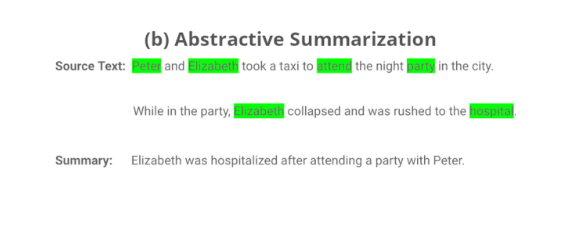 (b) Abstractive Summarization
Source Text: Peter and Elizabeth took a taxi to attend the night party in the city.
While in the party, Elizabeth collapsed and was rushed to the hospital.
Summary: Elizabeth was hospitalized after attending a party with Peter.